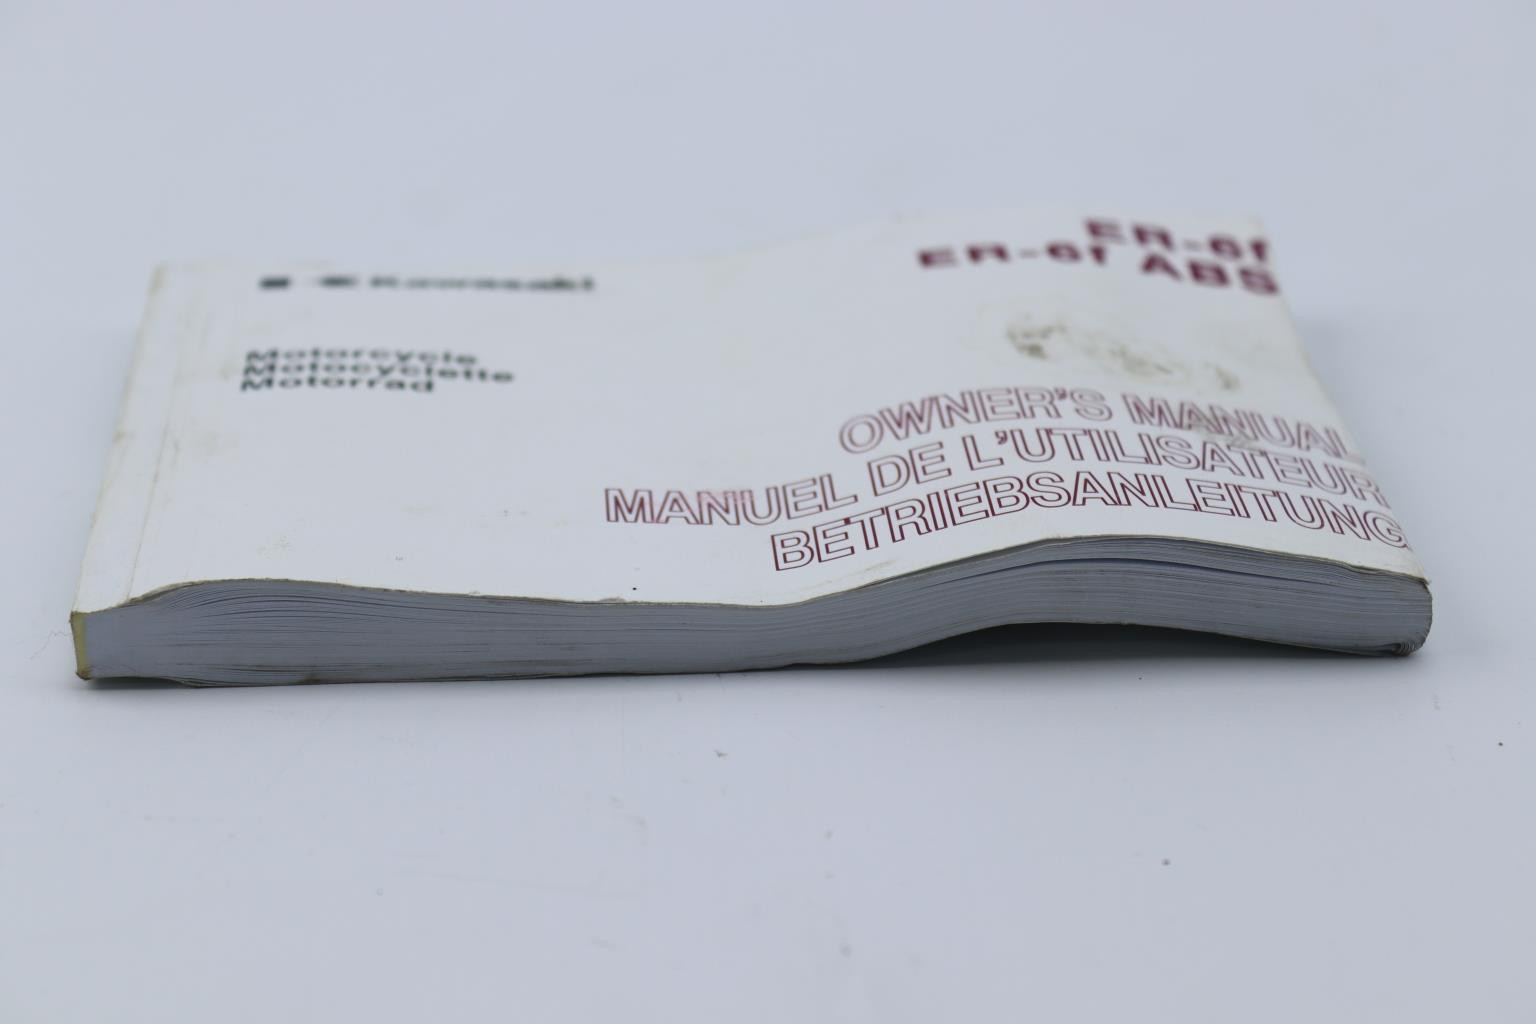 Kawasaki
ER-6f
ER-6f ABS
Motorcycle
Motocyclette
Motorrad
OWNER'S MANUAL
MANUEL DE L'UTILISATEUR
BETRIEBSANLEITUNG